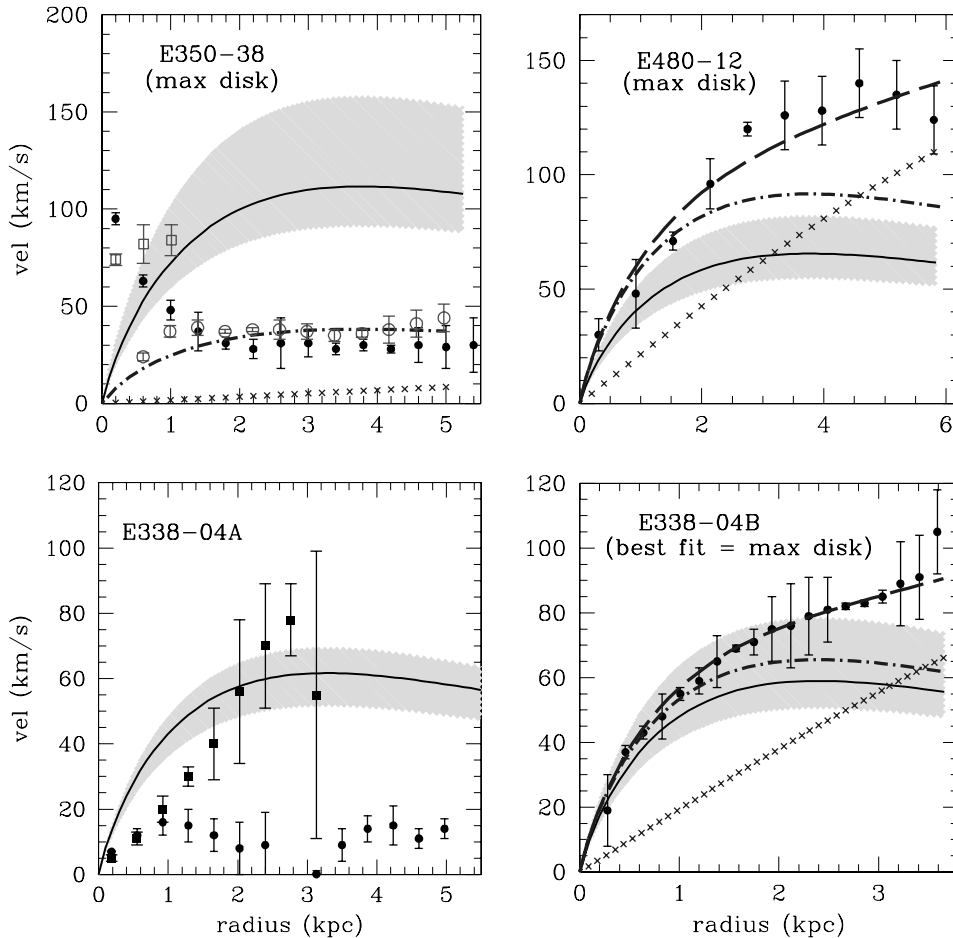 200
150
100
50
0
vel (km/s)
E350-38
(max disk)
0 1 2 3 4 5
150
100
50
0
E480-12
(max disk)
0 2 4 6
120
100
80
60
40
20
0
vel (km/s)
E338-04A
0 1 2 3 4 5
radius (kpc)
120
100
80
60
40
20
0
E338-04B
(best fit = max disk)
0 1 2 3
radius (kpc)